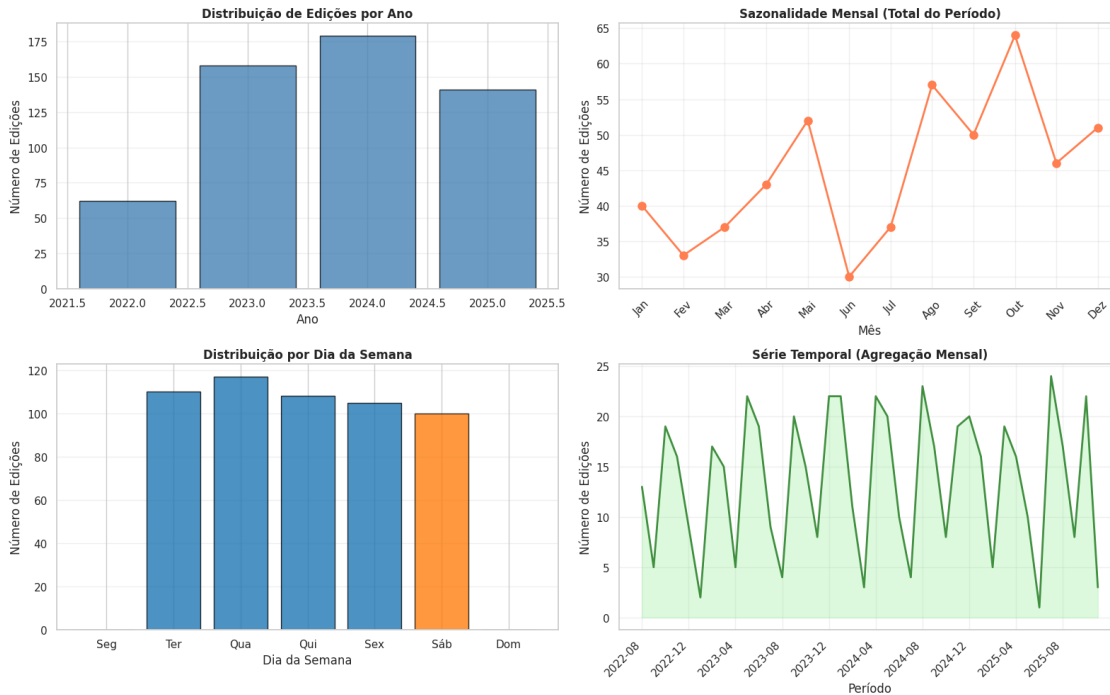 Distribuição de Edições por Ano
Número de Edições
175
150
125
100
75
50
25
0
2021.5 2022.0 2022.5 2023.0 2023.5 2024.0 2024.5 2025.0 2025.5
Ano
Sazonalidade Mensal (Total do Período)
Número de Edições
65
60
55
50
45
40
35
30
Jan Fev Mar Abr Mai Jun Jul Ago Set Out Nov Dez
Mês
Distribuição por Dia da Semana
Número de Edições
120
100
80
60
40
20
0
Seg Ter Qua Qui Sex Sáb Dom
Dia da Semana
Série Temporal (Agregação Mensal)
Número de Edições
25
20
15
10
5
0
2022-08 2022-12 2023-04 2023-08 2023-12 2024-04 2024-08 2024-12 2025-04 2025-08
Período